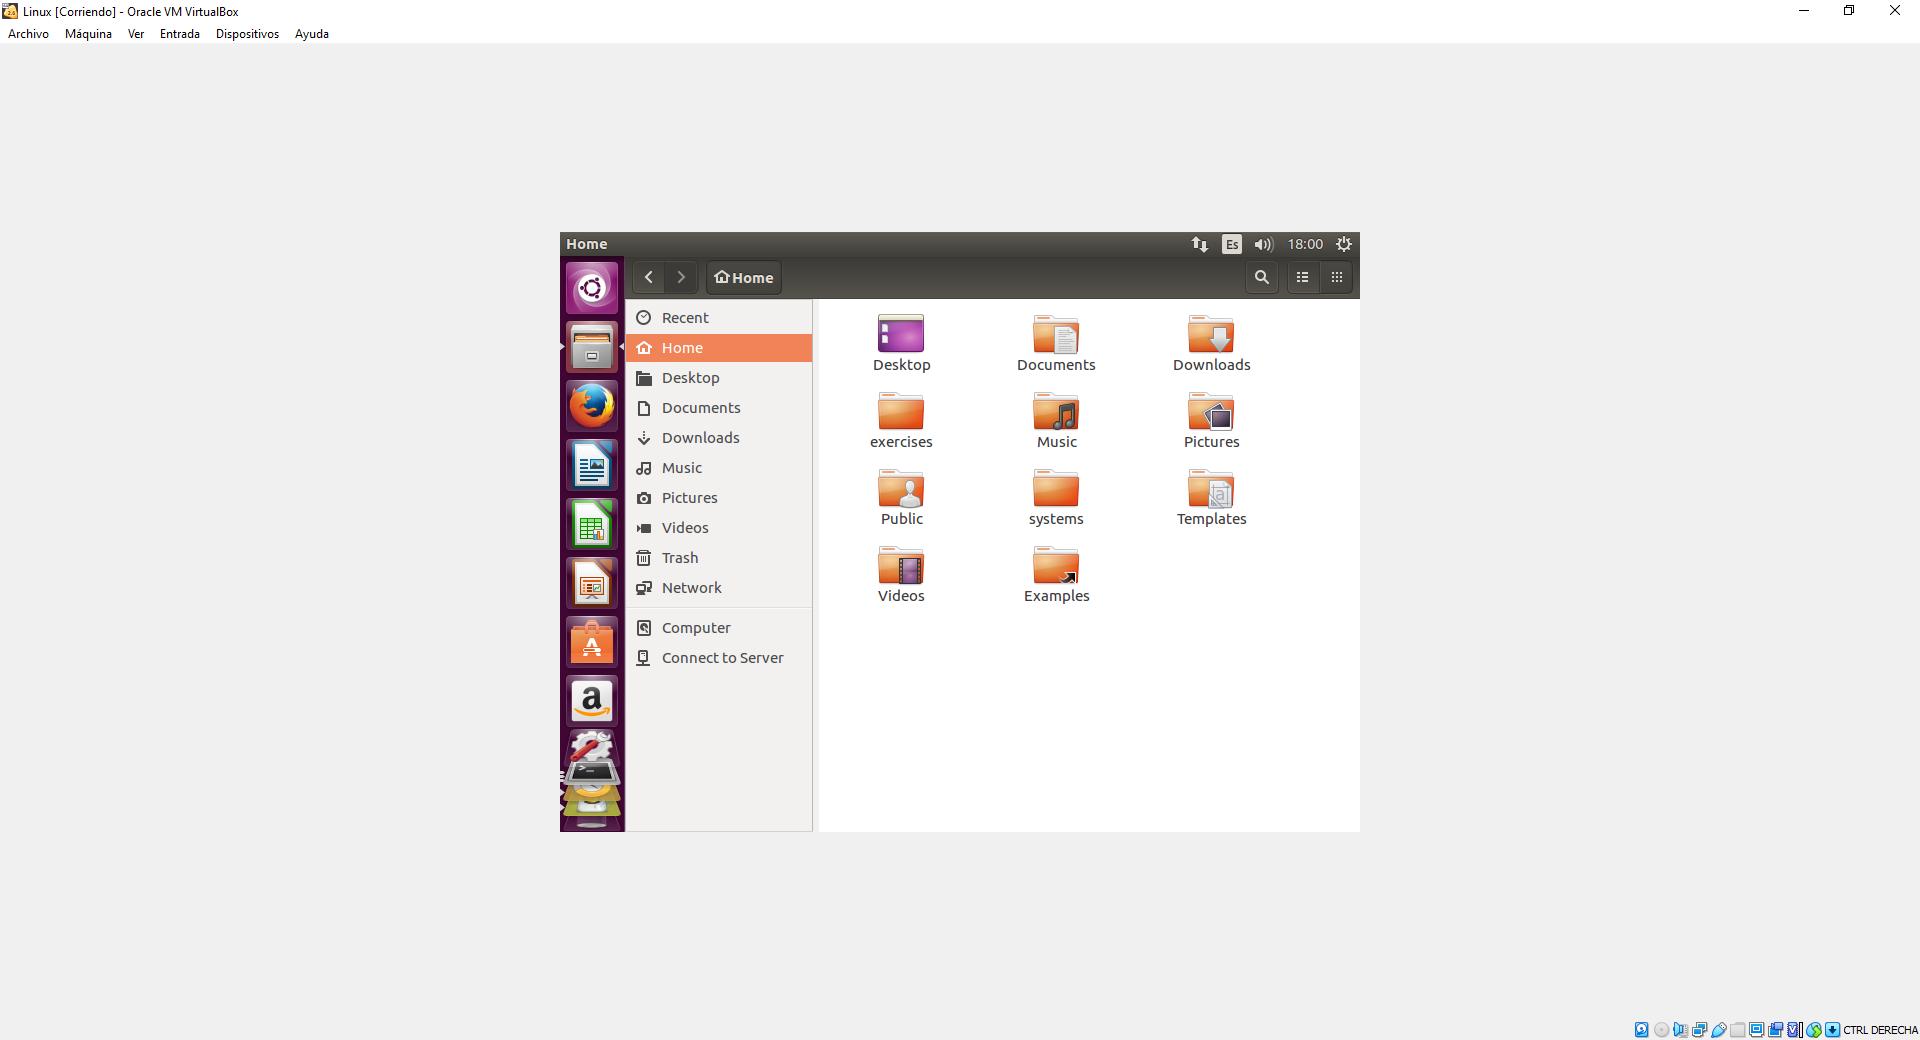 Linux [Corriendo] - Oracle VM VirtualBox
Archivo Máquina Ver Entrada Dispositivos Ayuda
Home Es 18:00
Home
Recent
Home
Desktop
Documents
Downloads
Music
Pictures
Videos
Trash
Network
Computer
Connect to Server
Desktop Documents Downloads
exercises Music Pictures
Public systems Templates
Videos Examples
CTRL DERECHA